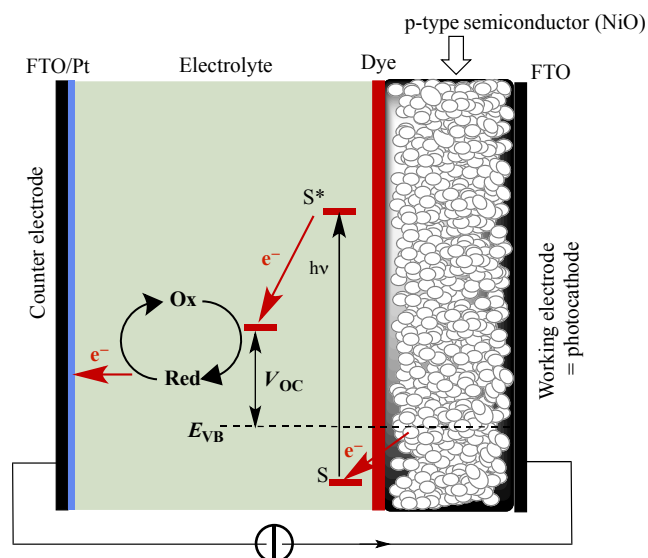 p-type semiconductor (NiO)
FTO/Pt
Electrolyte
Dye
FTO
S*
e⁻
hν
Counter electrode
Working electrode
= photocathode
Ox
e⁻
Red
V_OC
E_VB
e⁻
S